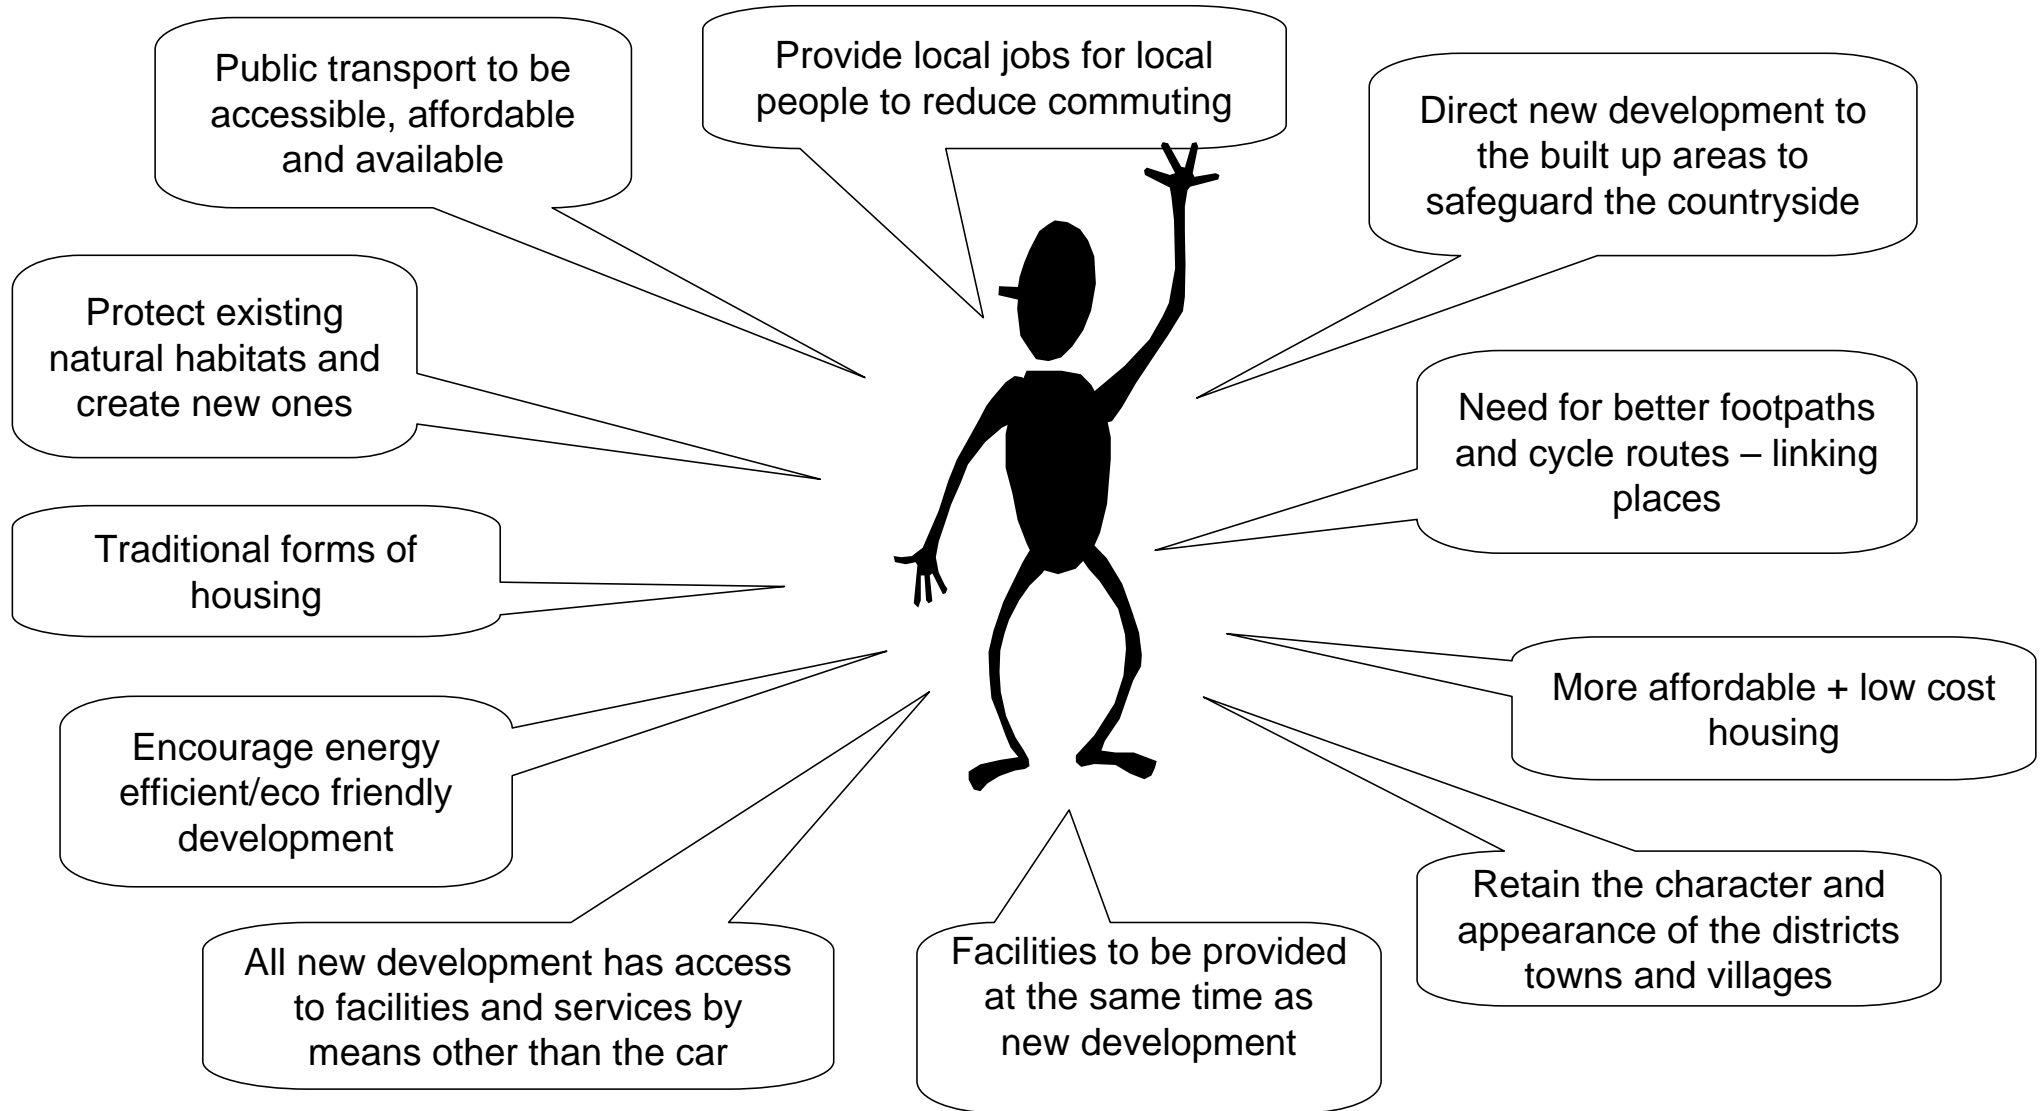 Public transport to be
accessible, affordable
and available
Provide local jobs for local
people to reduce commuting
Direct new development to
the built up areas to
safeguard the countryside
Protect existing
natural habitats and
create new ones
Need for better footpaths
and cycle routes – linking
places
Traditional forms of
housing
More affordable + low cost
housing
Encourage energy
efficient/eco friendly
development
Retain the character and
appearance of the districts
towns and villages
All new development has access
to facilities and services by
means other than the car
Facilities to be provided
at the same time as
new development